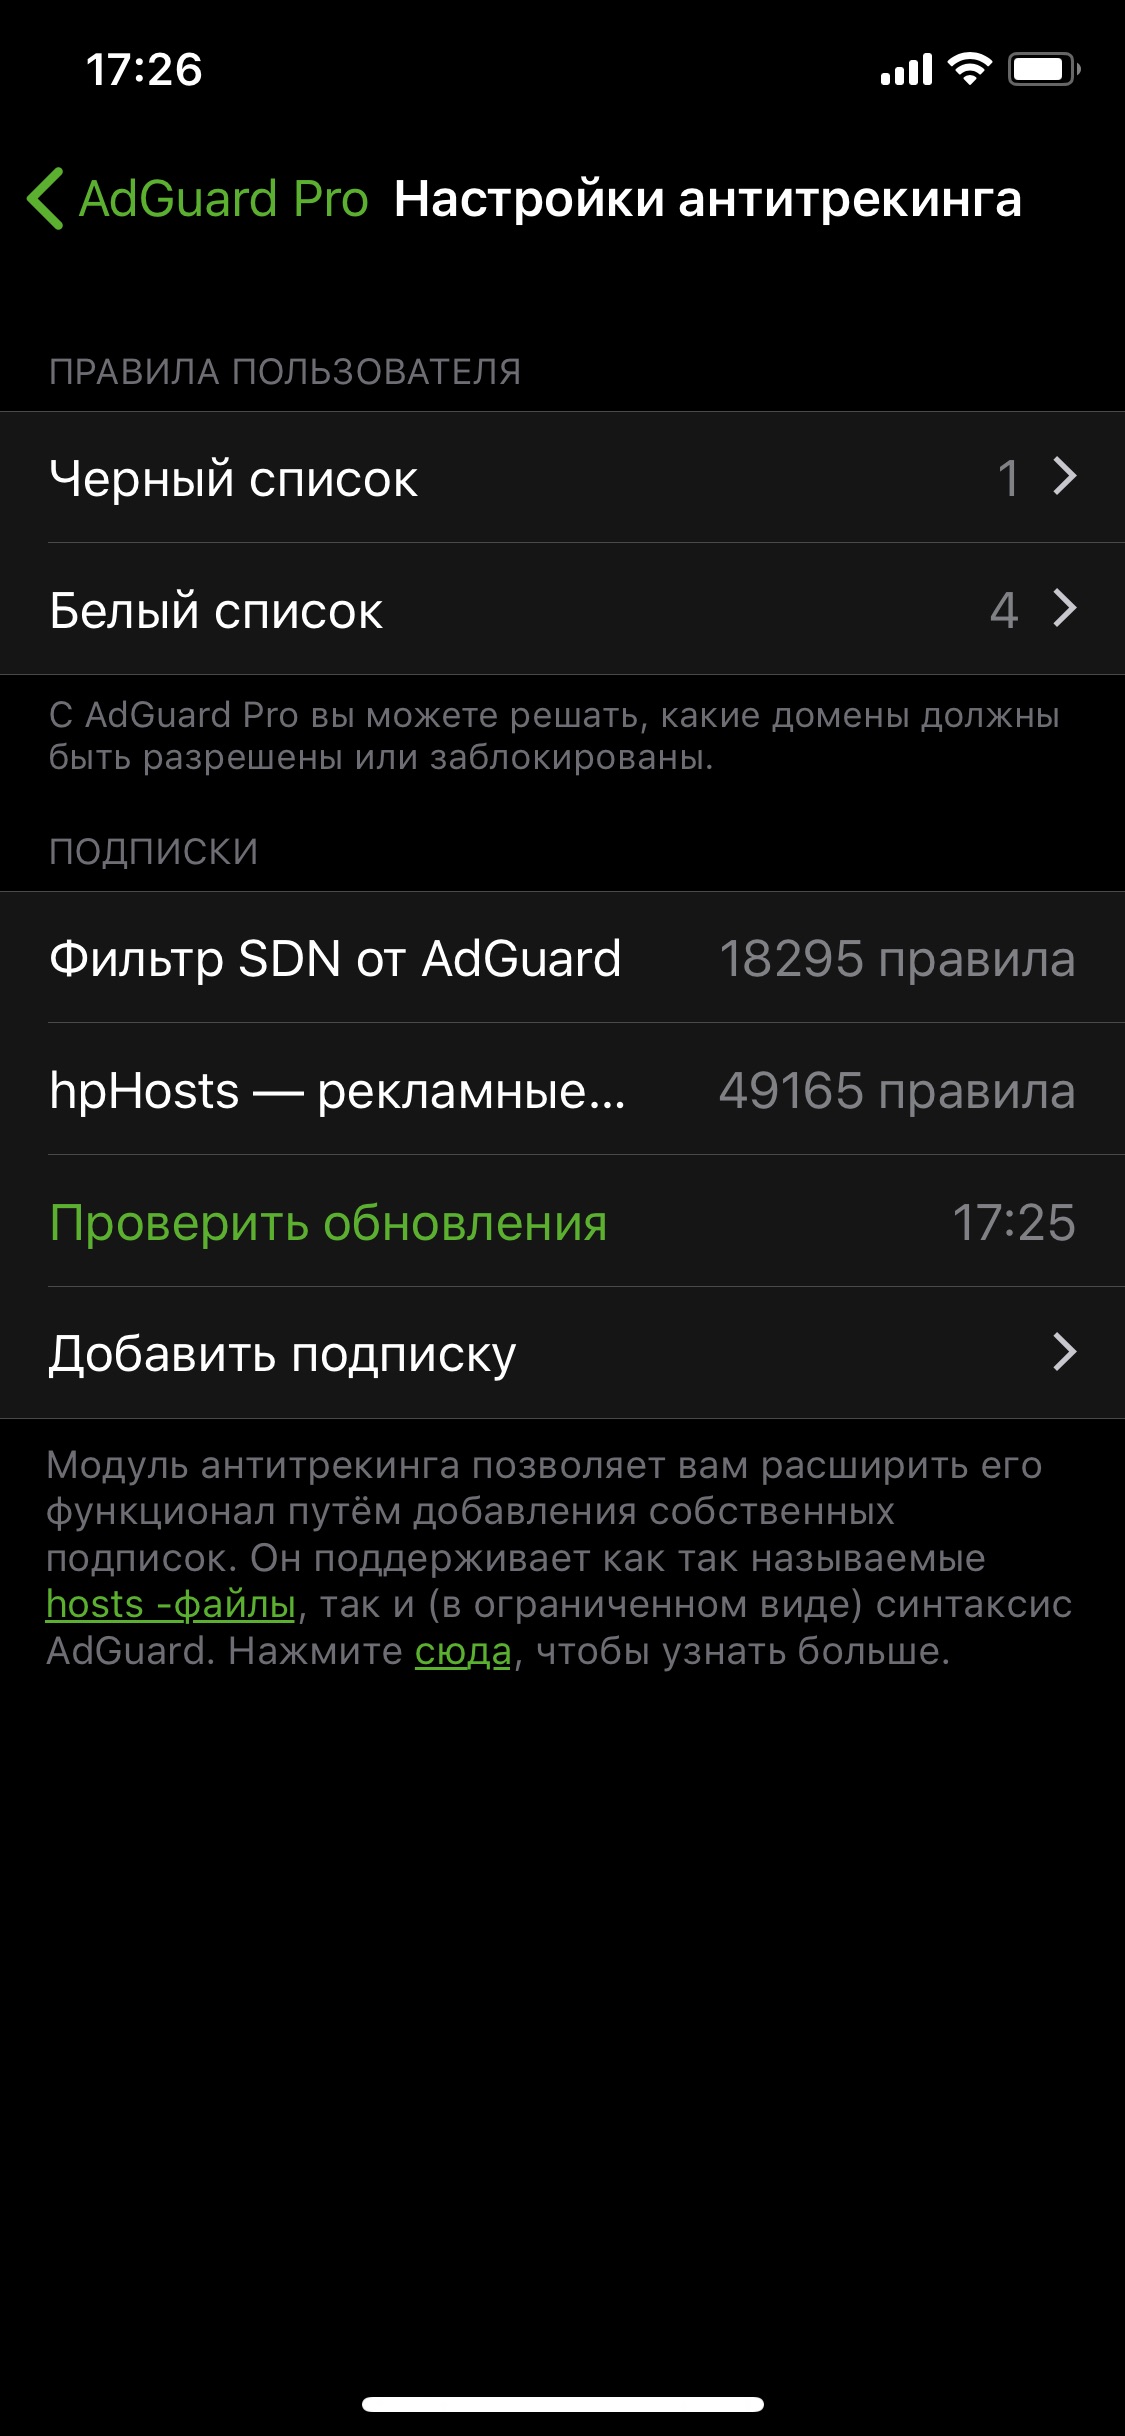 17:26
AdGuard Pro Настройки антитрекинга
ПРАВИЛА ПОЛЬЗОВАТЕЛЯ
Черный список 1
Белый список 4
С AdGuard Pro вы можете решать, какие домены должны
быть разрешены или заблокированы.
ПОДПИСКИ
Фильтр SDN от AdGuard 18295 правила
hpHosts — рекламные... 49165 правила
Проверить обновления 17:25
Добавить подписку
Модуль антитрекинга позволяет вам расширить его
функционал путём добавления собственных
подписок. Он поддерживает как так называемые
hosts -файлы, так и (в ограниченном виде) синтаксис
AdGuard. Нажмите сюда, чтобы узнать больше.